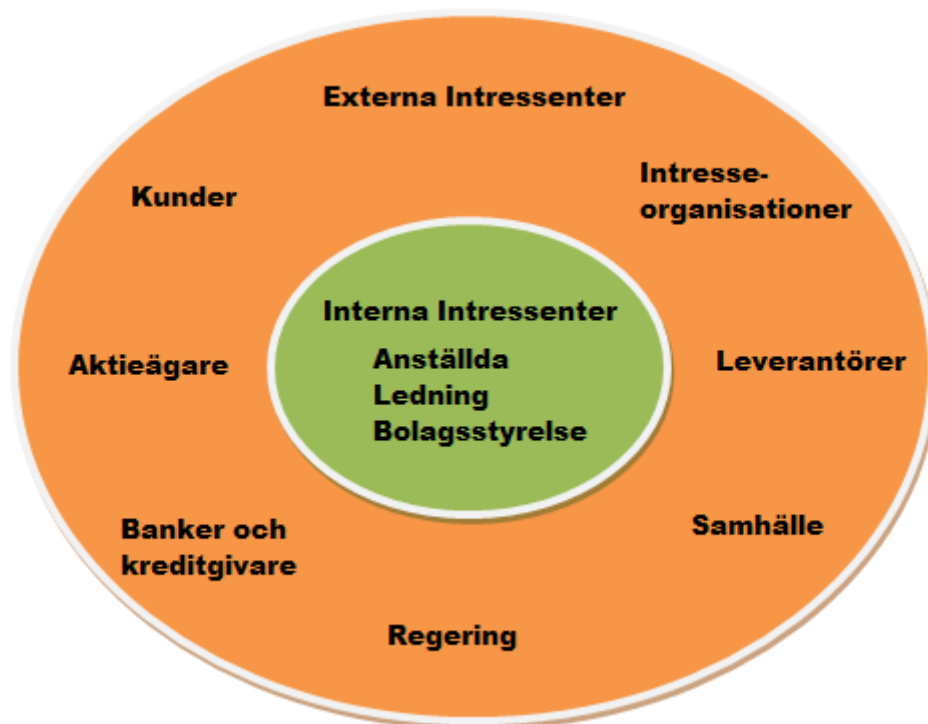 Externa Intressenter
Kunder
Intresse-
organisationer
Interna Intressenter
Anställda
Ledning
Bolagsstyrelse
Aktieägare
Leverantörer
Banker och
kreditgivare
Samhälle
Regering